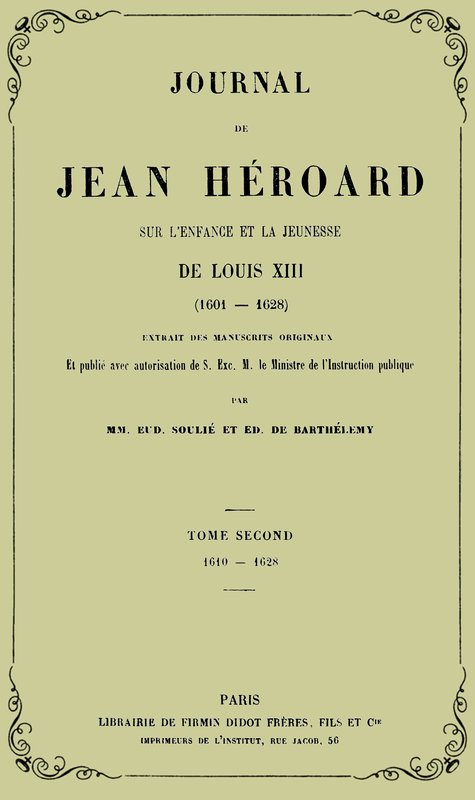 JOURNAL
DE
JEAN HÉROARD
SUR L'ENFANCE ET LA JEUNESSE
DE LOUIS XIII
(1601 — 1628)
EXTRAIT DES MANUSCRITS ORIGINAUX
Et publié avec autorisation de S. Exc. M. le Ministre de l'Instruction publique
PAR
MM. EUD. SOULIÉ ET ED. DE BARTHÉLEMY
TOME SECOND
1610 — 1628
PARIS
LIBRAIRIE DE FIRMIN DIDOT FRÈRES, FILS ET Cie
IMPRIMEURS DE L'INSTITUT, RUE JACOB, 56